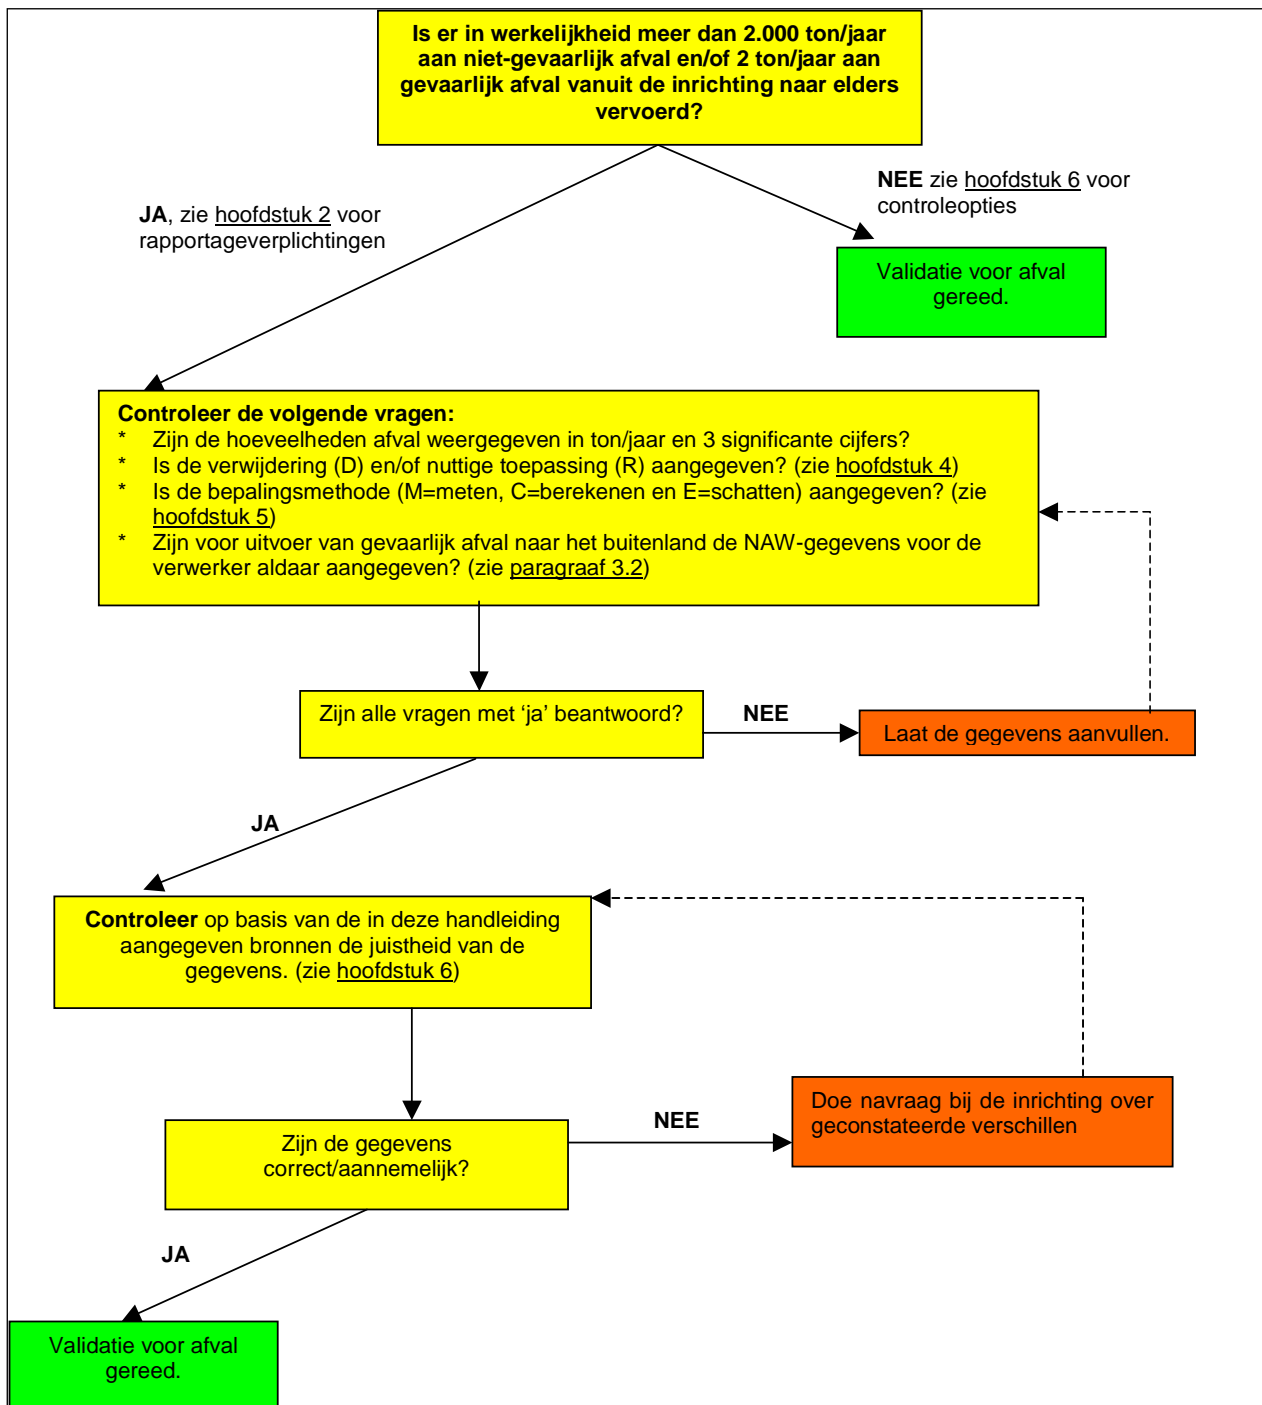 Is er in werkelijkheid meer dan 2.000 ton/jaar
aan niet-gevaarlijk afval en/of 2 ton/jaar aan
gevaarlijk afval vanuit de inrichting naar elders
vervoerd?
NEE zie hoofdstuk 6 voor
controleopties
JA, zie hoofdstuk 2 voor
rapportageverplichtingen
Validatie voor afval
gereed.
Controleer de volgende vragen:
* Zijn de hoeveelheden afval weergegeven in ton/jaar en 3 significante cijfers?
* Is de verwijdering (D) en/of nuttige toepassing (R) aangegeven? (zie hoofdstuk 4)
* Is de bepalingsmethode (M=meten, C=berekenen en E=schatten) aangegeven? (zie
hoofdstuk 5)
* Zijn voor uitvoer van gevaarlijk afval naar het buitenland de NAW-gegevens voor de
verwerker aldaar aangegeven? (zie paragraaf 3.2)
Zijn alle vragen met ‘ja’ beantwoord?
NEE
Laat de gegevens aanvullen.
JA
Controleer op basis van de in deze handleiding
aangegeven bronnen de juistheid van de
gegevens. (zie hoofdstuk 6)
Doe navraag bij de inrichting over
geconstateerde verschillen
NEE
Zijn de gegevens
correct/aannemelijk?
JA
Validatie voor afval
gereed.